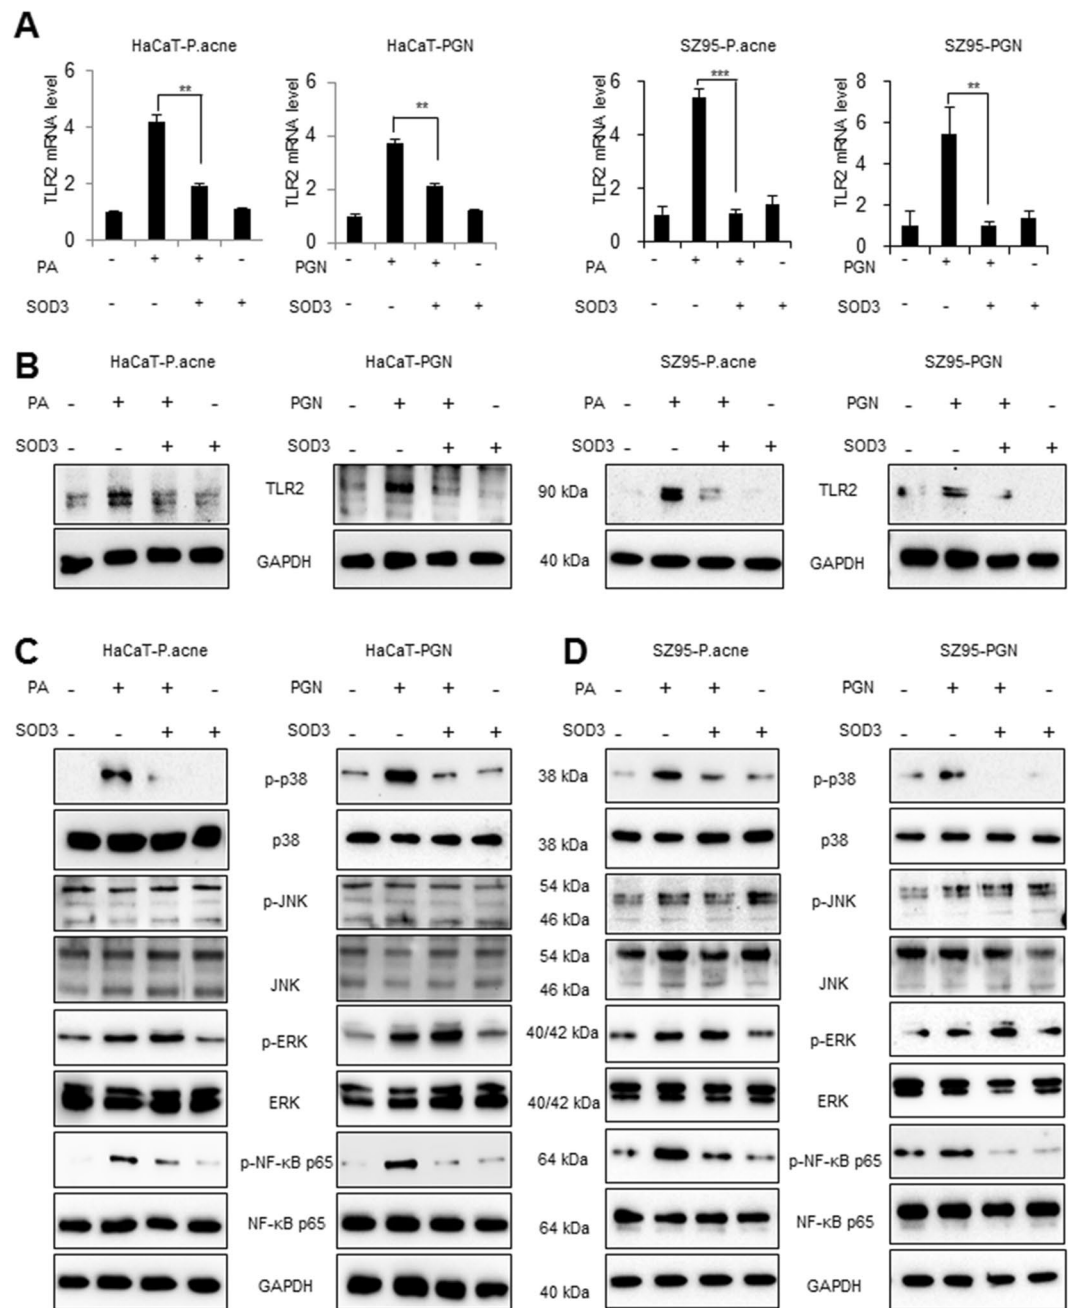 A
HaCaT-P.acne HaCaT-PGN SZ95-P.acne SZ95-PGN
TLR2 mRNA level TLR2 mRNA level TLR2 mRNA level TLR2 mRNA level
6 4 2 0 6 4 2 0 6 4 2 0 8 6 4 2 0
** ** *** **
PA - + + - PGN - + + - PA - + + - PGN - + + -
SOD3 - - + + - - + + SOD3 - - + + SOD3 - - + +
B
HaCaT-P.acne HaCaT-PGN SZ95-P.acne SZ95-PGN
PA - + + - PGN - + + - PA - + + - PGN - + + -
SOD3 - - + + SOD3 - - + + SOD3 - - + + SOD3 - - + +
TLR2 90 kDa TLR2
GAPDH 40 kDa GAPDH
C D
HaCaT-P.acne HaCaT-PGN SZ95-P.acne SZ95-PGN
PA - + + - PGN - + + - PA - + + - PGN - + + -
SOD3 - - + + SOD3 - - + + SOD3 - - + + SOD3 - - + +
p-p38 38 kDa p-p38
p38 38 kDa p38
p-JNK 54 kDa 46 kDa p-JNK
JNK 54 kDa 46 kDa JNK
p-ERK 40/42 kDa p-ERK
ERK 40/42 kDa ERK
p-NF-κB p65 64 kDa p-NF-κB p65
NF-κB p65 64 kDa NF-κB p65
GAPDH 40 kDa GAPDH